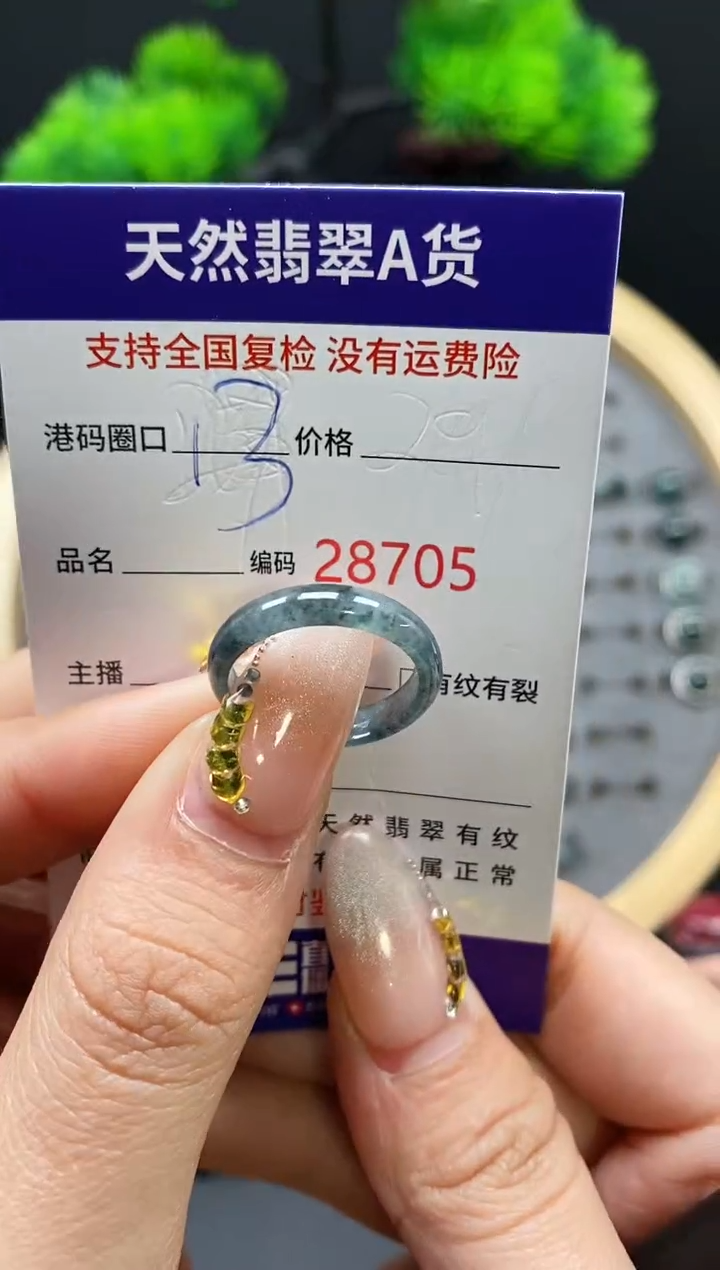 天然翡翠A货
支持全国复检 没有运费险
港码圈口 13 价格
品名 编码 28705
主播 有纹有裂
天然翡翠有纹
有 属正常